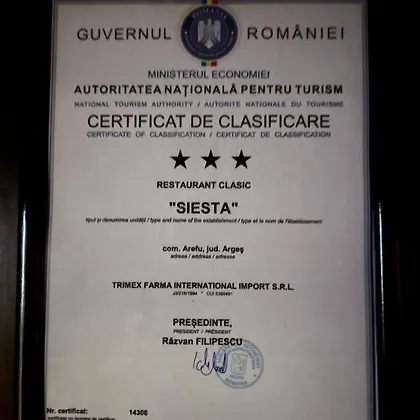 ROMÂNIA
GUVERNUL ROMÂNIEI
MINISTERUL ECONOMIEI
AUTORITATEA NAȚIONALĂ PENTRU TURISM
NATIONAL TOURISM AUTHORITY / AUTORITE NATIONALE DU TOURISME
CERTIFICAT DE CLASIFICARE
CERTIFICATE OF CLASSIFICATION / CERTIFICAT DE CLASSIFICATION
RESTAURANT CLASIC
"SIESTA"
tipul și denumirea unității / type and name of the establishment / type et le nom de l'établissement
com. Arefu, jud. Argeș
adresa / address / adresse
TRIMEX FARMA INTERNATIONAL IMPORT S.R.L.
PREȘEDINTE,
PRESIDENT / PRÉSIDENT
Răzvan FILIPESCU
Nr. certificat: 14306